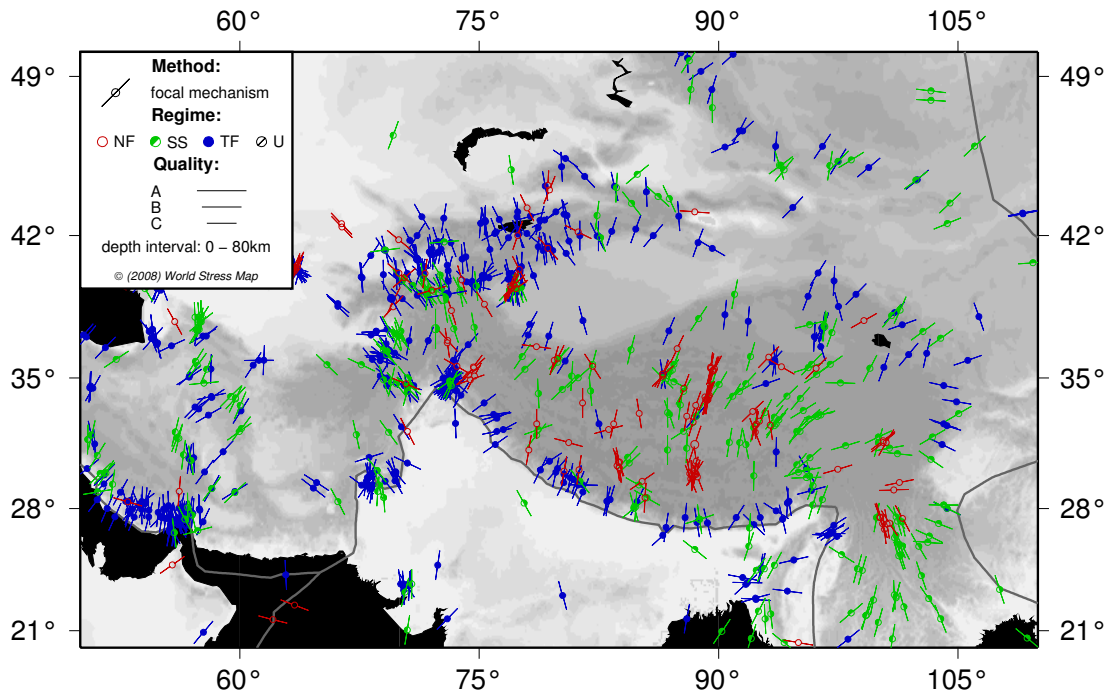 60° 75° 90° 105°
49° 49°
42° 42°
35° 35°
28° 28°
21° 21°
60° 75° 90° 105°
Method:
focal mechanism
Regime:
NF SS TF U
Quality:
A
B
C
depth interval: 0 – 80km
© (2008) World Stress Map